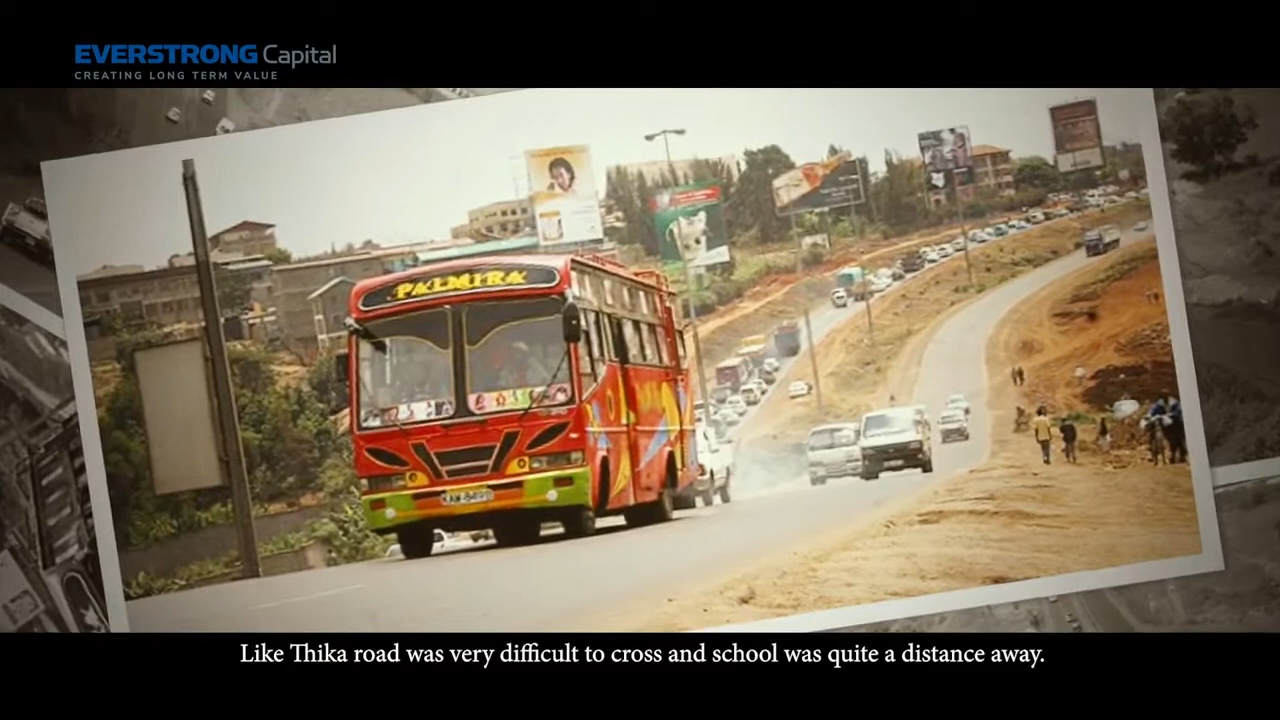 EVERSTRONG Capital
CREATING LONG TERM VALUE
PALMIRA
Like Thika road was very difficult to cross and school was quite a distance away.